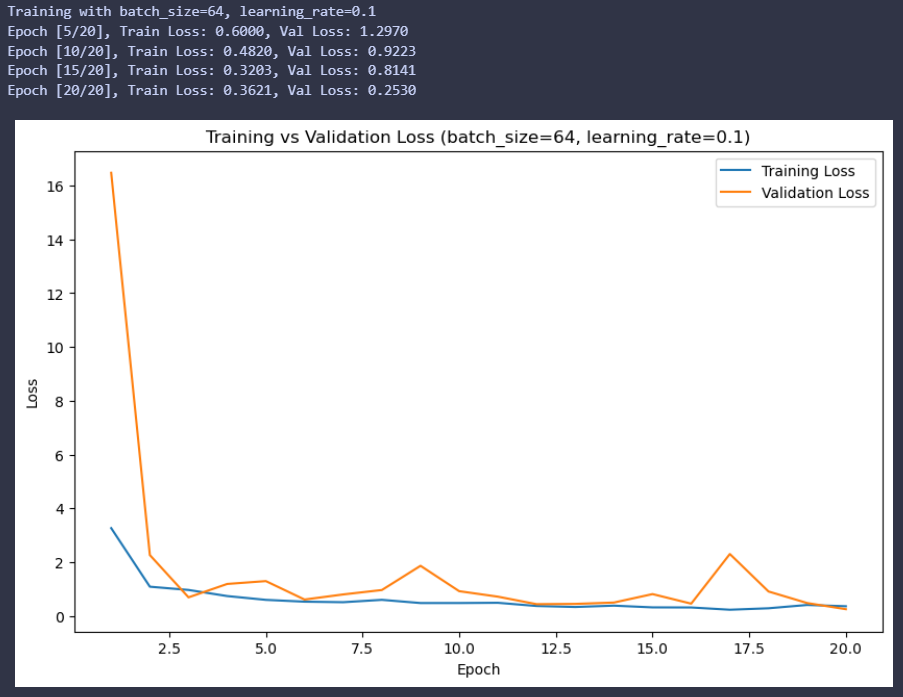 Training with batch_size=64, learning_rate=0.1
Epoch [5/20], Train Loss: 0.6000, Val Loss: 1.2970
Epoch [10/20], Train Loss: 0.4820, Val Loss: 0.9223
Epoch [15/20], Train Loss: 0.3203, Val Loss: 0.8141
Epoch [20/20], Train Loss: 0.3621, Val Loss: 0.2530
Training vs Validation Loss (batch_size=64, learning_rate=0.1)
Training Loss
Validation Loss
16
14
12
10
8
6
4
2
0
Loss
2.5 5.0 7.5 10.0 12.5 15.0 17.5 20.0
Epoch